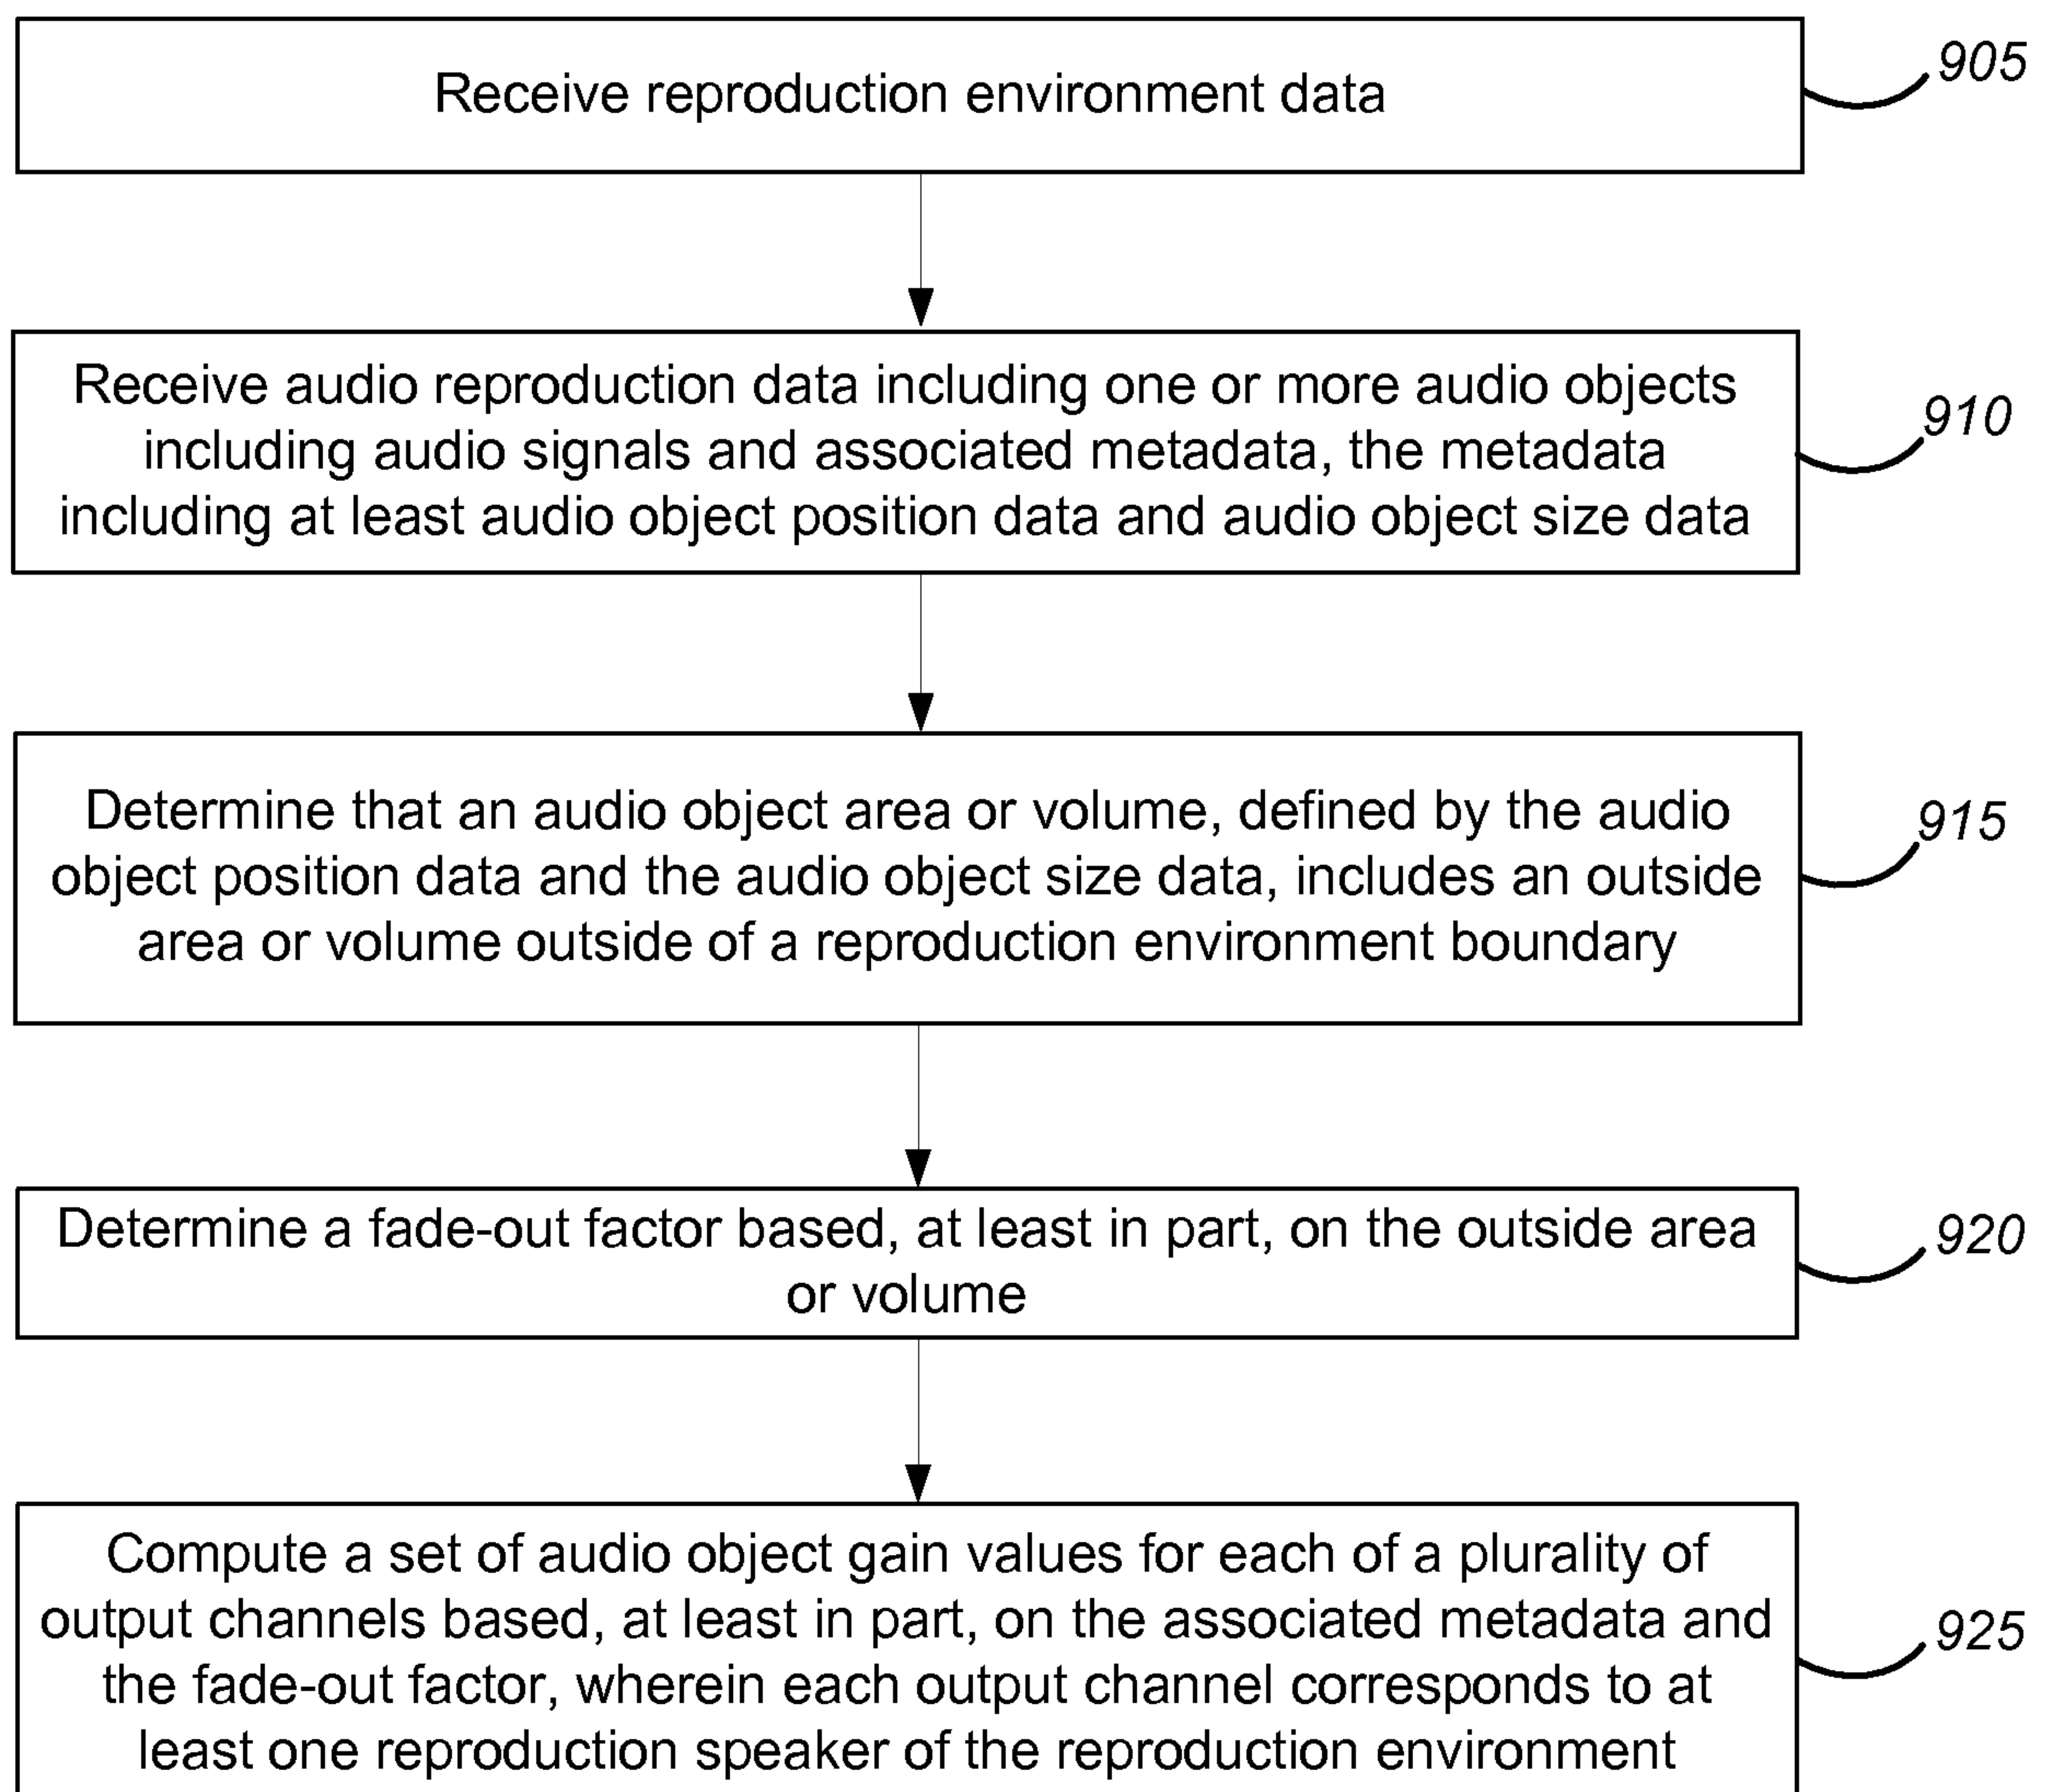 Receive reproduction environment data
905
Receive audio reproduction data including one or more audio objects
including audio signals and associated metadata, the metadata
including at least audio object position data and audio object size data
910
Determine that an audio object area or volume, defined by the audio
object position data and the audio object size data, includes an outside
area or volume outside of a reproduction environment boundary
915
Determine a fade-out factor based, at least in part, on the outside area
or volume
920
Compute a set of audio object gain values for each of a plurality of
output channels based, at least in part, on the associated metadata and
the fade-out factor, wherein each output channel corresponds to at
least one reproduction speaker of the reproduction environment
925